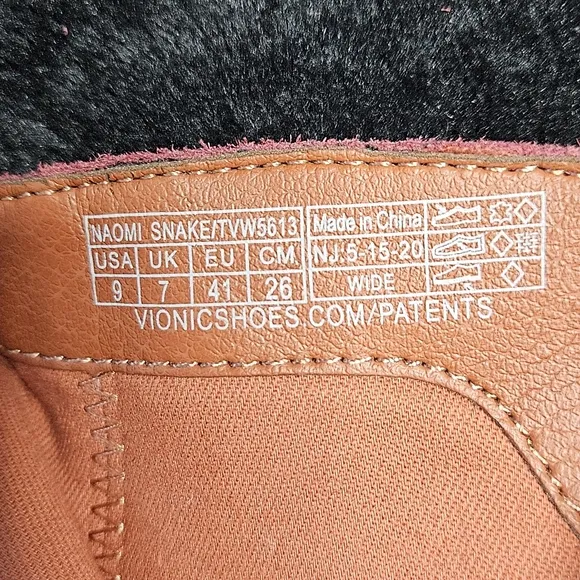 NAOMI SNAKE/TVW5613 Made in China
USA UK EU CM NJ.5-15-20
9 7 41 26 WIDE
VIONICSHOES.COM/PATENTS